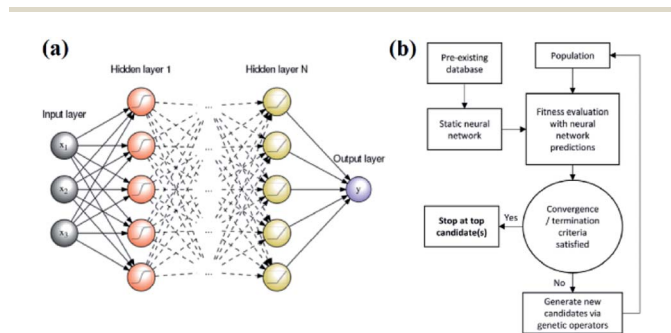 (a)
Hidden layer 1
Hidden layer N
Input layer
x1
x2
x3
...
...
...
...
Output layer
y
(b)
Pre-existing
database
Population
Static neural
network
Fitness evaluation
with neural
network
predictions
Stop at top
candidate(s)
Yes
Convergence
/ termination
criteria
satisfied
No
Generate new
candidates via
genetic operators